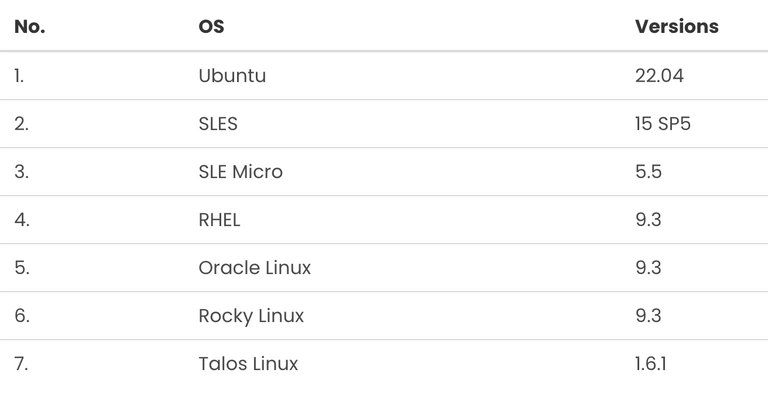 No. OS Versions
1. Ubuntu 22.04
2. SLES 15 SP5
3. SLE Micro 5.5
4. RHEL 9.3
5. Oracle Linux 9.3
6. Rocky Linux 9.3
7. Talos Linux 1.6.1